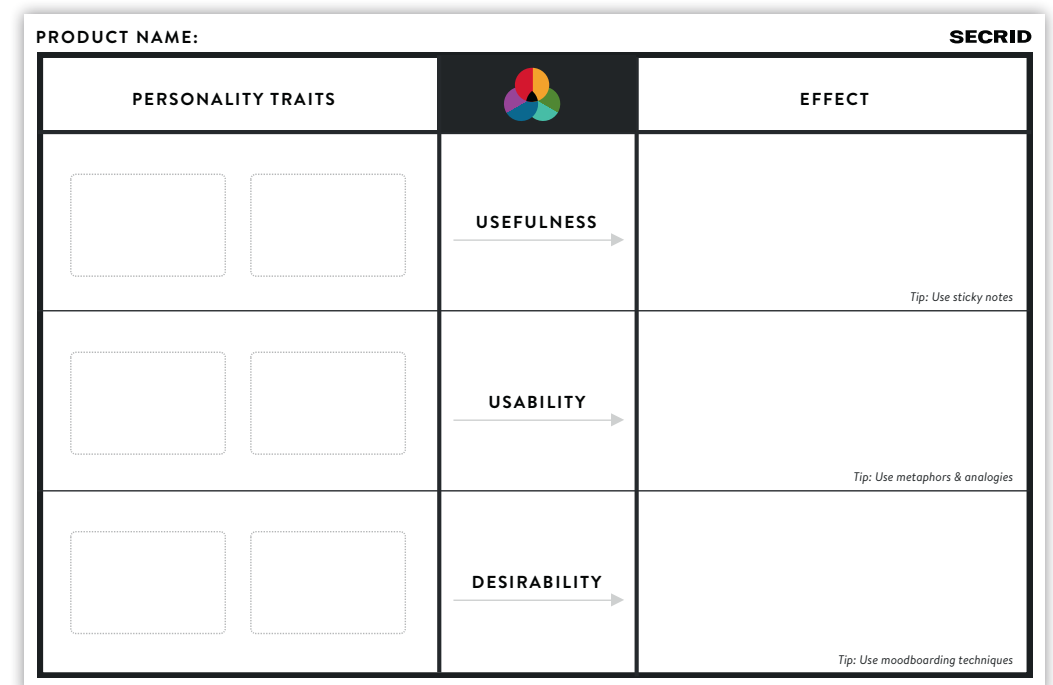 PRODUCT NAME:
SECRID
PERSONALITY TRAITS
EFFECT
USEFULNESS
Tip: Use sticky notes
USABILITY
Tip: Use metaphors & analogies
DESIRABILITY
Tip: Use moodboarding techniques